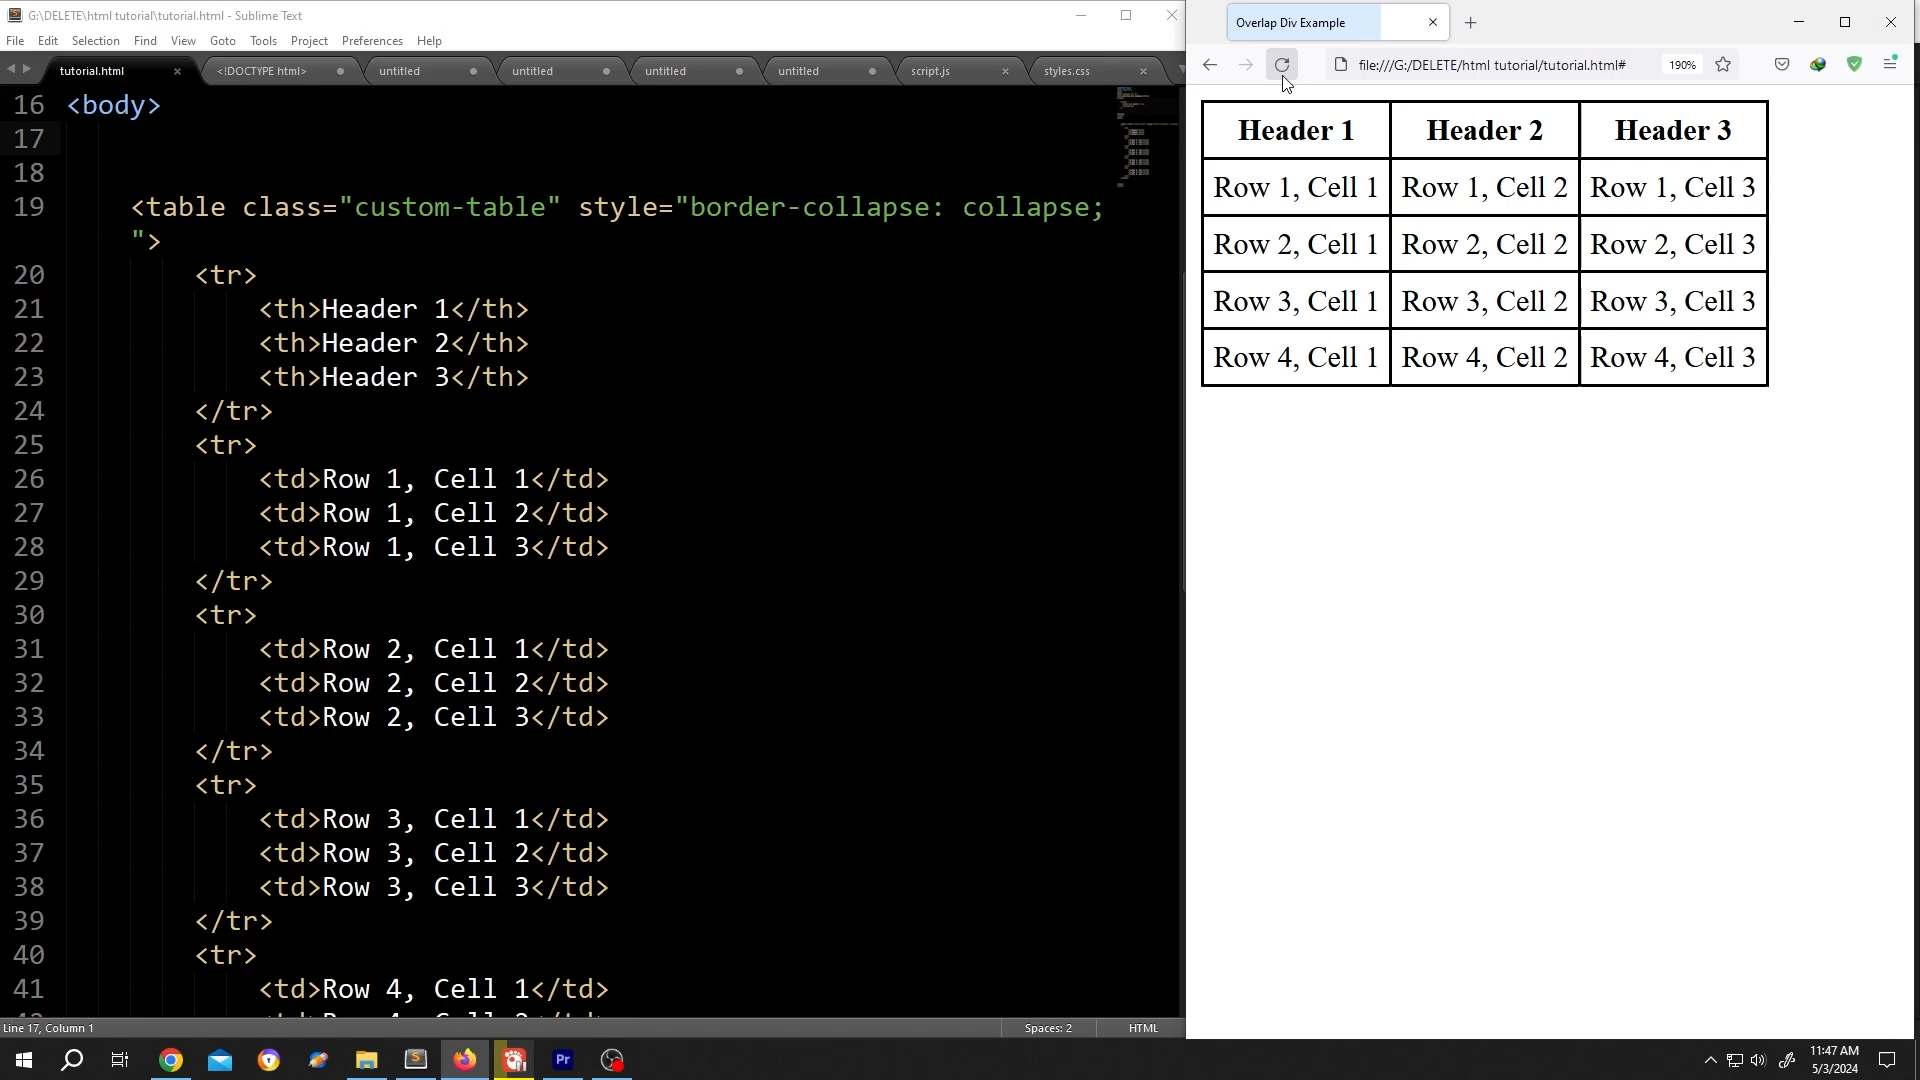 G:\DELETE\html tutorial\tutorial.html - Sublime Text
File Edit Selection Find View Goto Tools Project Preferences Help
tutorial.html <!DOCTYPE html> untitled untitled untitled untitled script.js styles.css
16 <body>
17
18
19 <table class="custom-table" style="border-collapse: collapse;
">
20 <tr>
21 <th>Header 1</th>
22 <th>Header 2</th>
23 <th>Header 3</th>
24 </tr>
25 <tr>
26 <td>Row 1, Cell 1</td>
27 <td>Row 1, Cell 2</td>
28 <td>Row 1, Cell 3</td>
29 </tr>
30 <tr>
31 <td>Row 2, Cell 1</td>
32 <td>Row 2, Cell 2</td>
33 <td>Row 2, Cell 3</td>
34 </tr>
35 <tr>
36 <td>Row 3, Cell 1</td>
37 <td>Row 3, Cell 2</td>
38 <td>Row 3, Cell 3</td>
39 </tr>
40 <tr>
41 <td>Row 4, Cell 1</td>
Line 17, Column 1 Spaces: 2 HTML
Overlap Div Example
file:///G:/DELETE/html tutorial/tutorial.html# 190%
Header 1 Header 2 Header 3
Row 1, Cell 1 Row 1, Cell 2 Row 1, Cell 3
Row 2, Cell 1 Row 2, Cell 2 Row 2, Cell 3
Row 3, Cell 1 Row 3, Cell 2 Row 3, Cell 3
Row 4, Cell 1 Row 4, Cell 2 Row 4, Cell 3
Pr
11:47 AM
5/3/2024